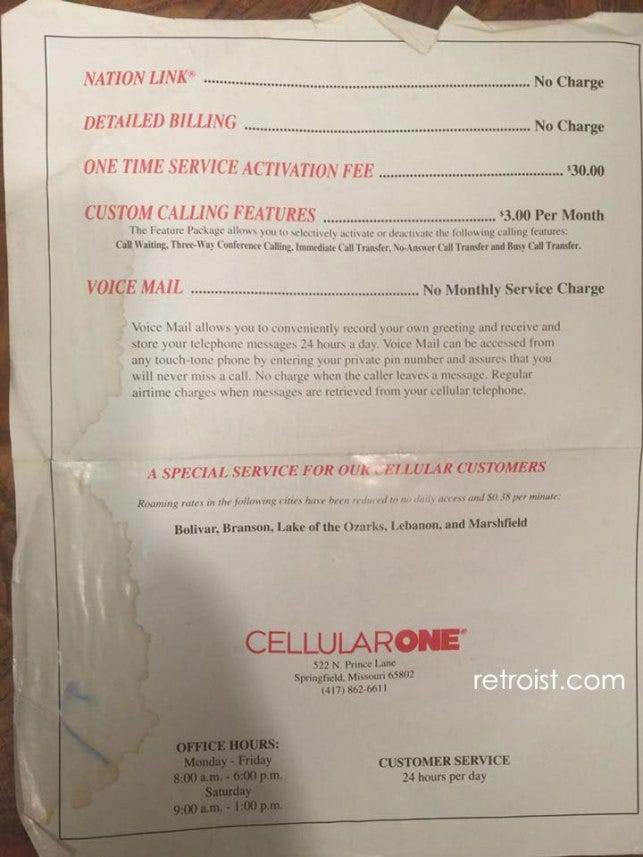 NATION LINK® ........ No Charge
DETAILED BILLING ........ No Charge
ONE TIME SERVICE ACTIVATION FEE ........ $30.00
CUSTOM CALLING FEATURES ........ $3.00 Per Month
The Feature Package allows you to selectively activate or deactivate the following calling features:
Call Waiting, Three-Way Conference Calling, Immediate Call Transfer, No-Answer Call Transfer and Busy Call Transfer.
VOICE MAIL ........ No Monthly Service Charge
Voice Mail allows you to conveniently record your own greeting and receive and
store your telephone messages 24 hours a day. Voice Mail can be accessed from
any touch-tone phone by entering your private pin number and assures that you
will never miss a call. No charge when the caller leaves a message. Regular
airtime charges when messages are retrieved from your cellular telephone.
A SPECIAL SERVICE FOR OUR CELLULAR CUSTOMERS
Roaming rates in the following cities have been reduced to no daily access and $0.38 per minute:
Bolivar, Branson, Lake of the Ozarks, Lebanon, and Marshfield
CELLULARONE®
522 N. Prince Lane
Springfield, Missouri 65802
(417) 862-6611
retroist.com
OFFICE HOURS:
Monday - Friday
8:00 a.m. - 6:00 p.m.
Saturday
9:00 a.m. - 1:00 p.m.
CUSTOMER SERVICE
24 hours per day